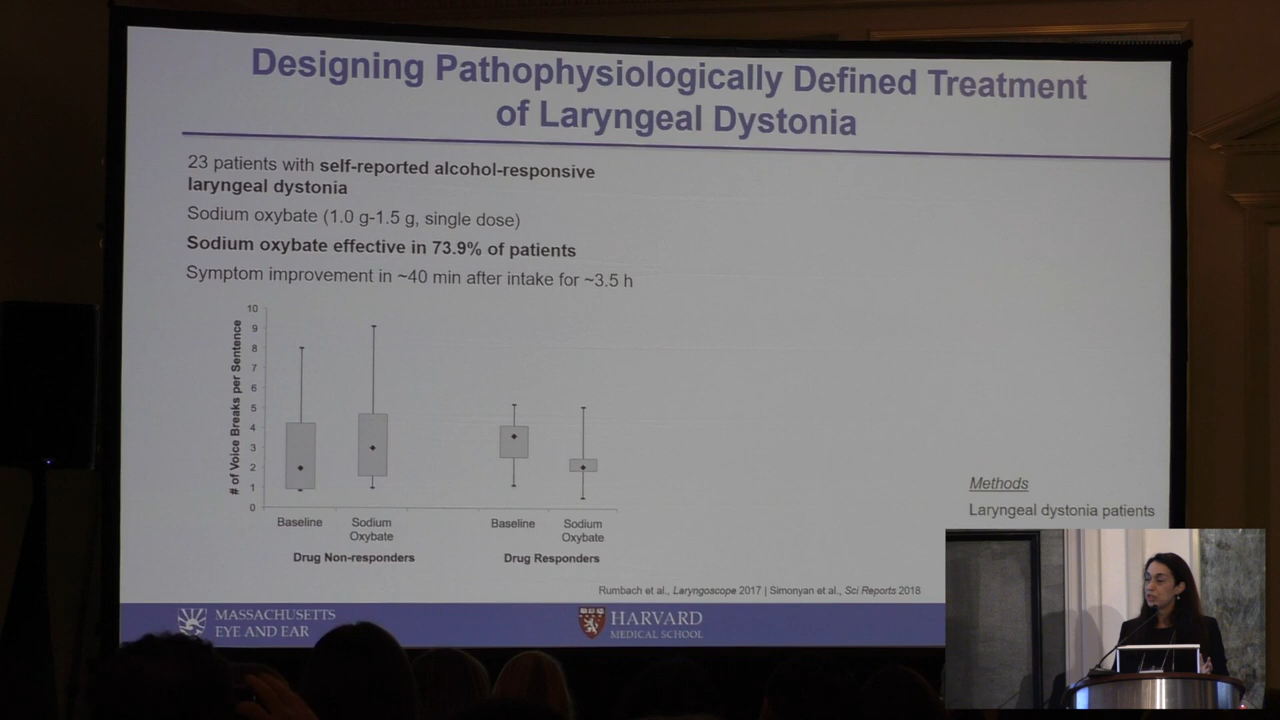 Designing Pathophysiologically Defined Treatment
of Laryngeal Dystonia
23 patients with self-reported alcohol-responsive
laryngeal dystonia
Sodium oxybate (1.0 g-1.5 g, single dose)
Sodium oxybate effective in 73.9% of patients
Symptom improvement in ~40 min after intake for ~3.5 h
# of Voice Breaks per Sentence
10
9
8
7
6
5
4
3
2
1
0
Baseline
Sodium
Oxybate
Baseline
Sodium
Oxybate
Drug Non-responders
Drug Responders
Methods
Laryngeal dystonia patients
Rumbach et al., Laryngoscope 2017 | Simonyan et al., Sci Reports 2018
MASSACHUSETTS
EYE AND EAR
HARVARD
MEDICAL SCHOOL